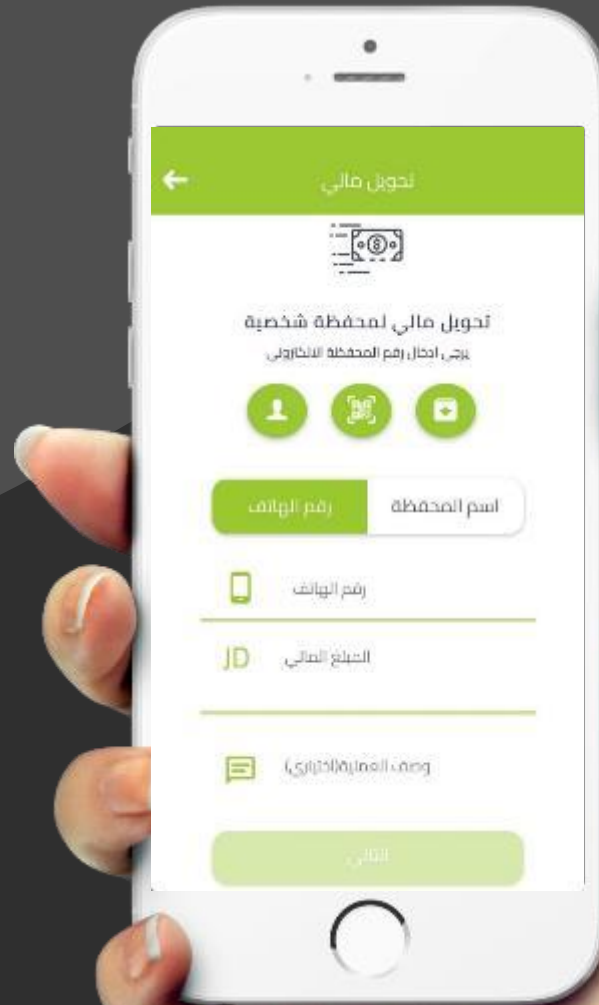 تحويل مالي
تحويل مالي لمحفظة شخصية
يرجى ادخال رقم المحفظة الالكتروني
اسم المحفظة
رقم الهاتف
رقم الهاتف
المبلغ المالي
JD
وصف العملية(اختياري)
التالي